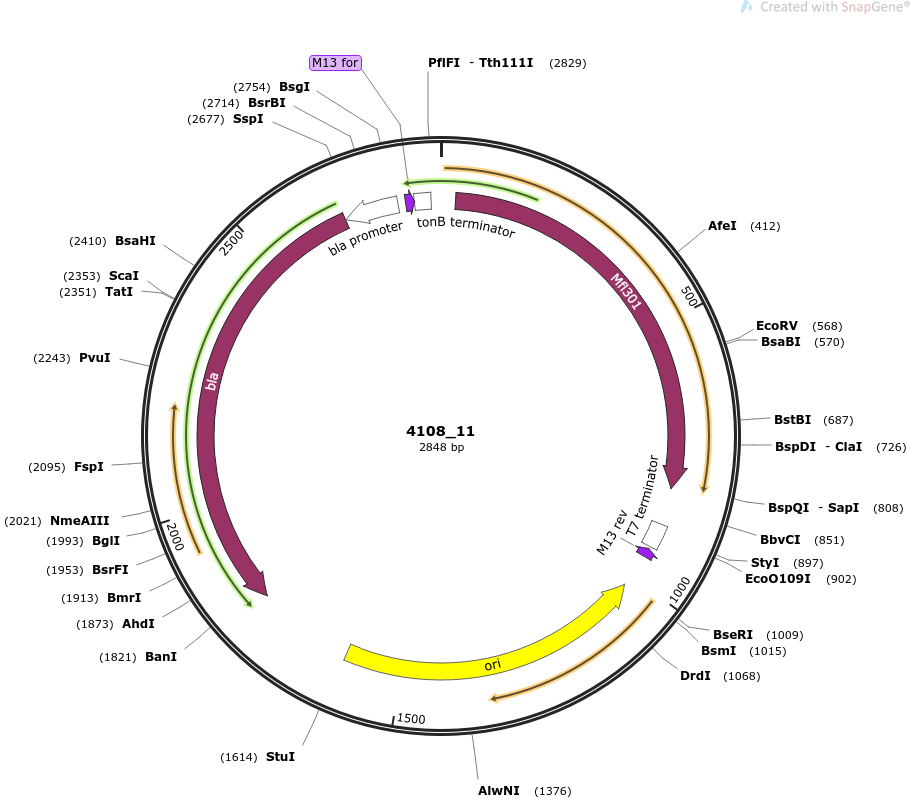 Created with SnapGene®
M13 for
PflFI - Tth111I (2829)
(2754) BsgI
(2714) BsrBI
(2677) SspI
tonB terminator
bla promoter
AfeI (412)
(2410) BsaHI
2500
(2353) ScaI
(2351) TatI
Mfl301
500
EcoRV (568)
BsaBI (570)
(2243) PvuI
bla
BstBI (687)
4108_11
2848 bp
BspDI - ClaI (726)
(2095) FspI
T7 terminator
BspQI - SapI (808)
(2021) NmeAIII
M13 rev
2000
(1993) BglI
BbvCI (851)
StyI (897)
(1953) BsrFI
EcoO109I (902)
(1913) BmrI
1000
(1873) AhdI
BseRI (1009)
BsmI (1015)
(1821) BanI
ori
DrdI (1068)
1500
(1614) StuI
AlwNI (1376)